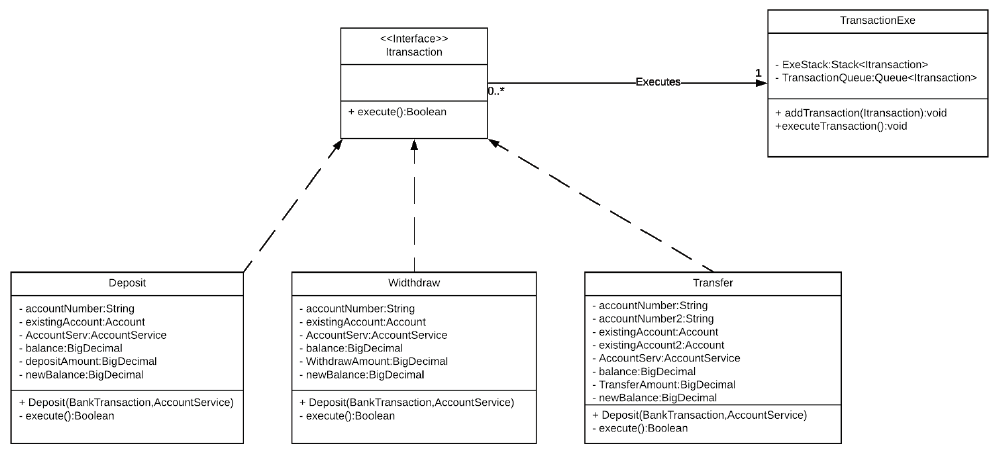 <<Interface>>
Itransaction
+ execute():Boolean
0..*
Executes
1
TransactionExe
- ExeStack:Stack<Itransaction>
- TransactionQueue:Queue<Itransaction>
+ addTransaction(Itransaction):void
+executeTransaction():void
Deposit
- accountNumber:String
- existingAccount:Account
- AccountServ:AccountService
- balance:BigDecimal
- depositAmount:BigDecimal
- newBalance:BigDecimal
+ Deposit(BankTransaction,AccountService)
- execute():Boolean
Widthdraw
- accountNumber:String
- existingAccount:Account
- AccountServ:AccountService
- balance:BigDecimal
- WithdrawAmount:BigDecimal
- newBalance:BigDecimal
+ Deposit(BankTransaction,AccountService)
- execute():Boolean
Transfer
- accountNumber:String
- accountNumber2:String
- existingAccount:Account
- existingAccount2:Account
- AccountServ:AccountService
- balance:BigDecimal
- TransferAmount:BigDecimal
- newBalance:BigDecimal
+ Deposit(BankTransaction,AccountService)
- execute():Boolean